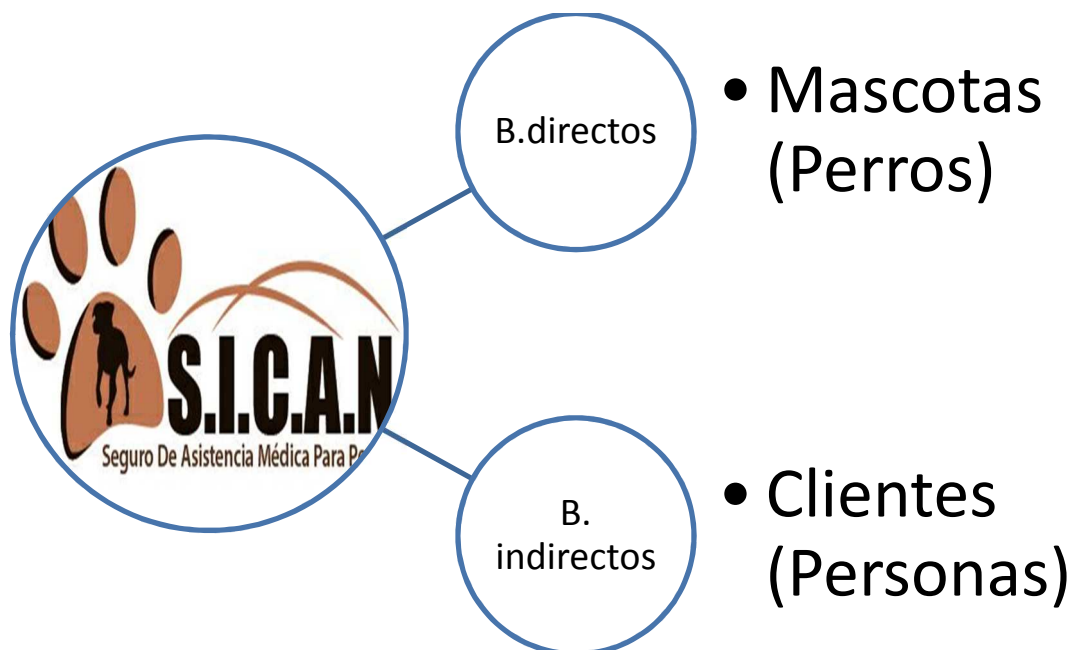 B.directos
• Mascotas
(Perros)
S.I.C.A.N
Seguro De Asistencia Médica Para
B.
indirectos
• Clientes
(Personas)